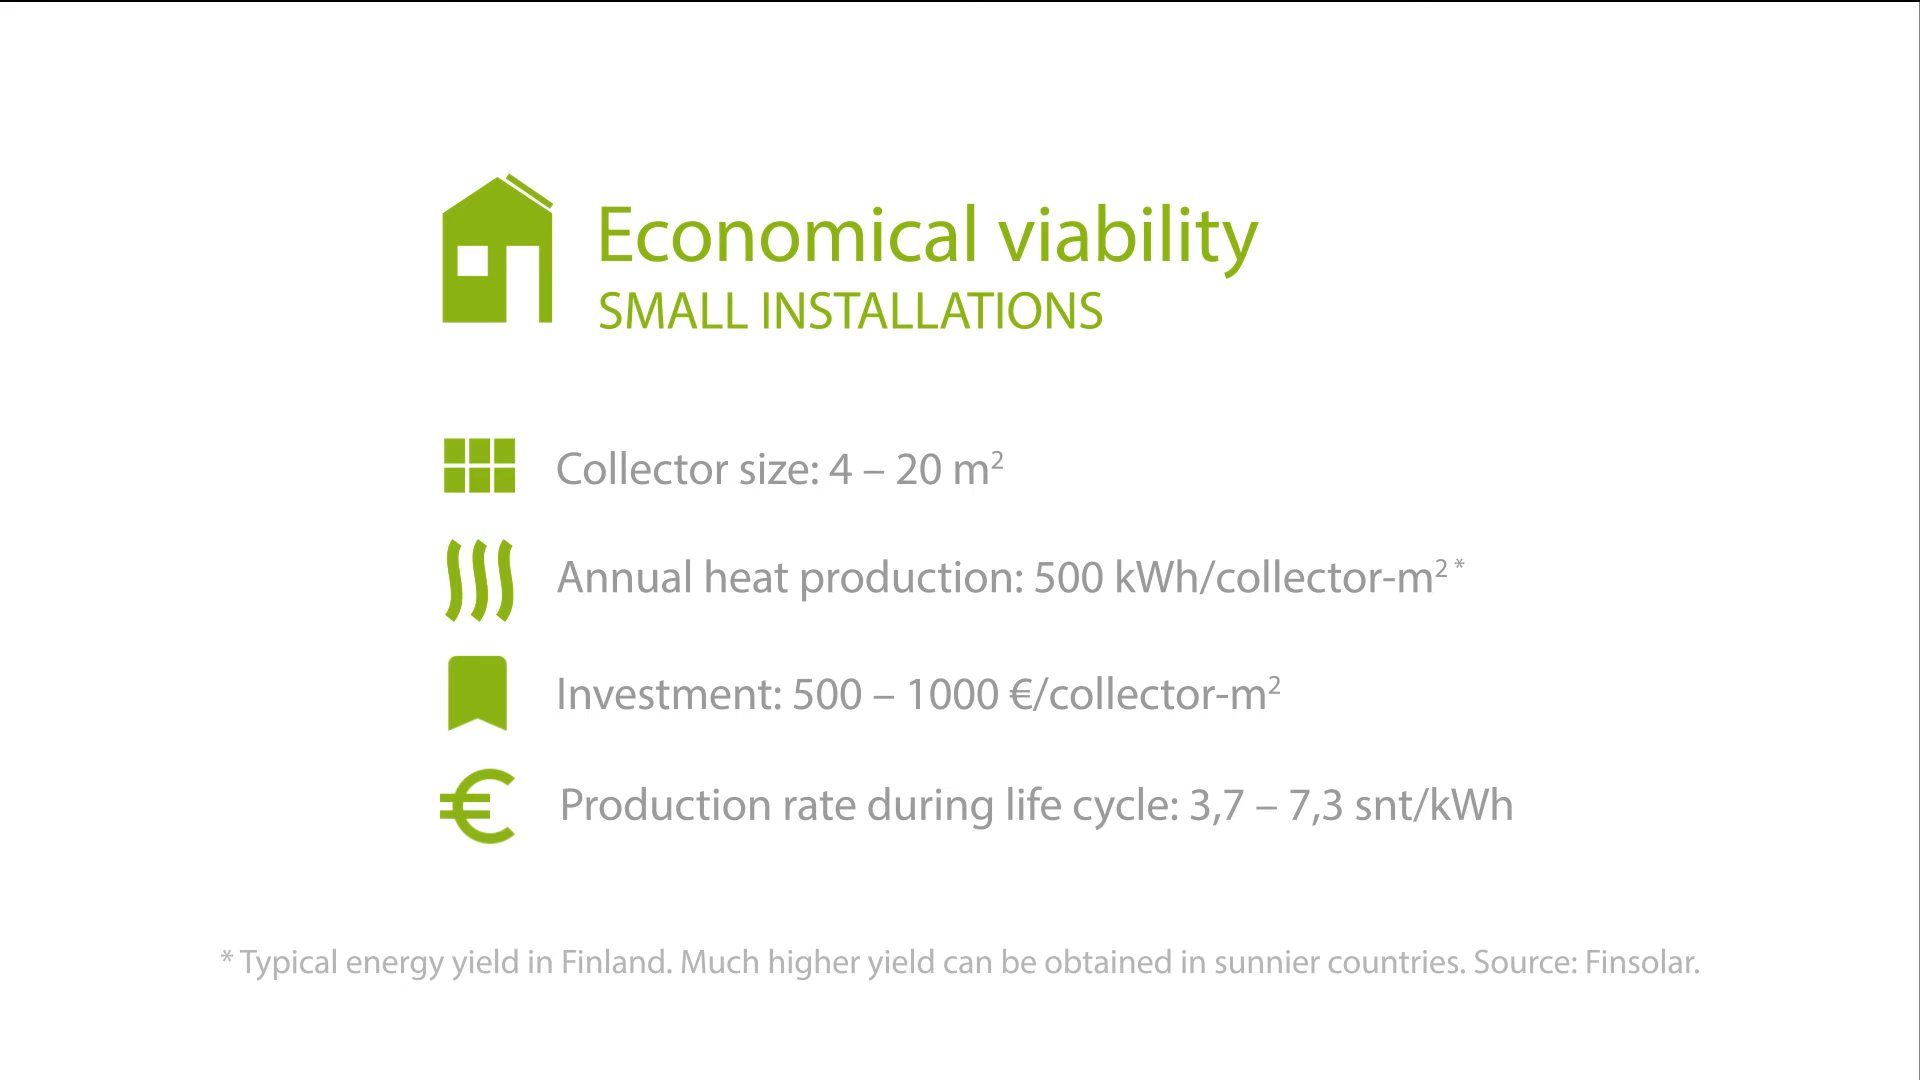 Economical viability
SMALL INSTALLATIONS
Collector size: 4 – 20 m²
Annual heat production: 500 kWh/collector-m² *
Investment: 500 – 1000 €/collector-m²
€ Production rate during life cycle: 3,7 – 7,3 snt/kWh
* Typical energy yield in Finland. Much higher yield can be obtained in sunnier countries. Source: Finsolar.